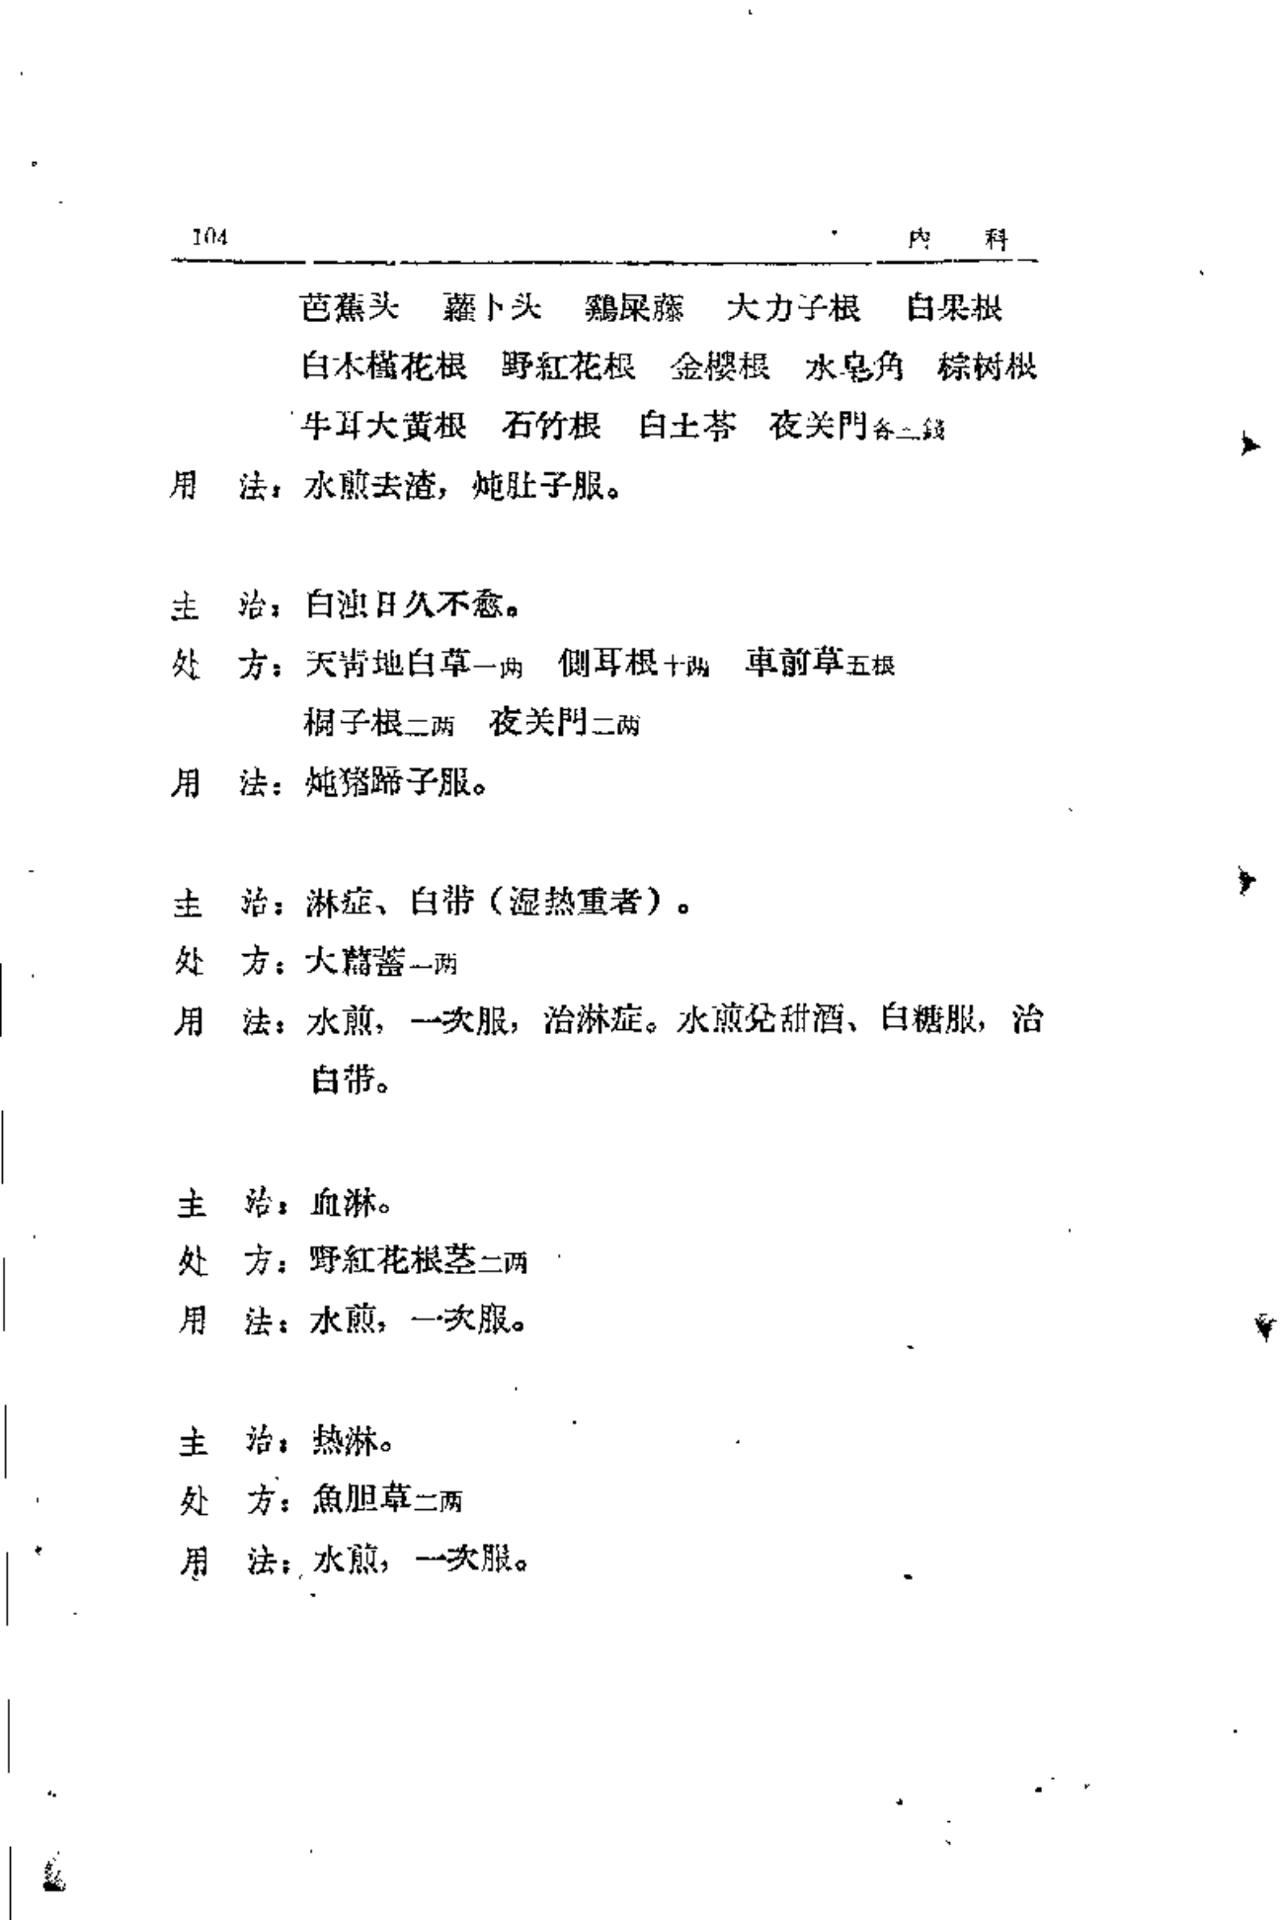 104 内 科
芭蕉头 蘿卜头 鷄屎藤 大力子根 白果根
白木槿花根 野紅花根 金樱根 水皂角 棕树根
牛耳大黄根 石竹根 白土苓 夜关門各二錢
用 法：水煎去渣，炖肚子服。
主 治：白浊日久不愈。
处 方：天青地白草一两 侧耳根十两 車前草五根
桐子根二两 夜关門二两
用 法：炖猪蹄子服。
主 治：淋症、白带（湿热重者）。
处 方：大萹蓄一两
用 法：水煎，一次服，治淋症。水煎兌甜酒、白糖服，治
白带。
主 治：血淋。
处 方：野紅花根茎二两
用 法：水煎，一次服。
主 治：热淋。
处 方：魚胆草二两
用 法：水煎，一次服。